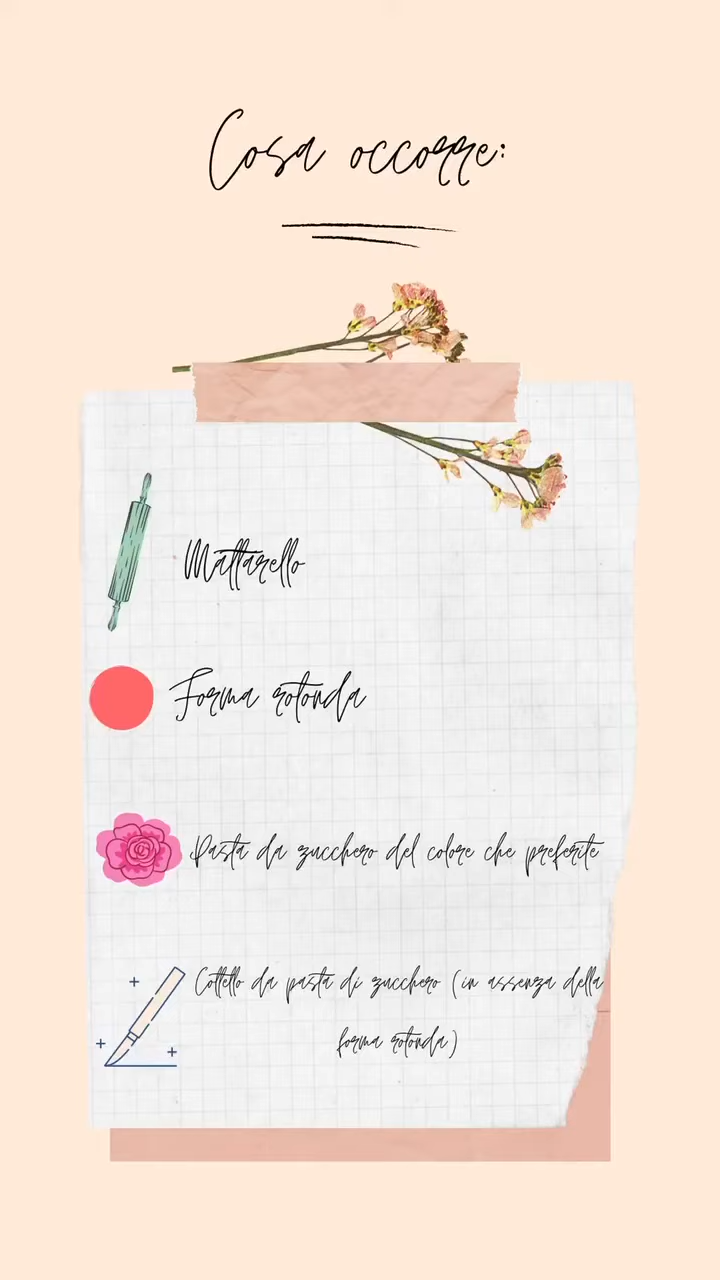 Cosa occorre:
Mattarello
Forma rotonda
Pasta da zucchero del colore che preferite
Coltello da pasta di zucchero (in assenza della
forma rotonda)